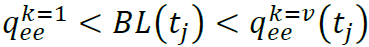 $q_{ee}^{k=1} < BL(t_j) < q_{ee}^{k=v}(t_j)$